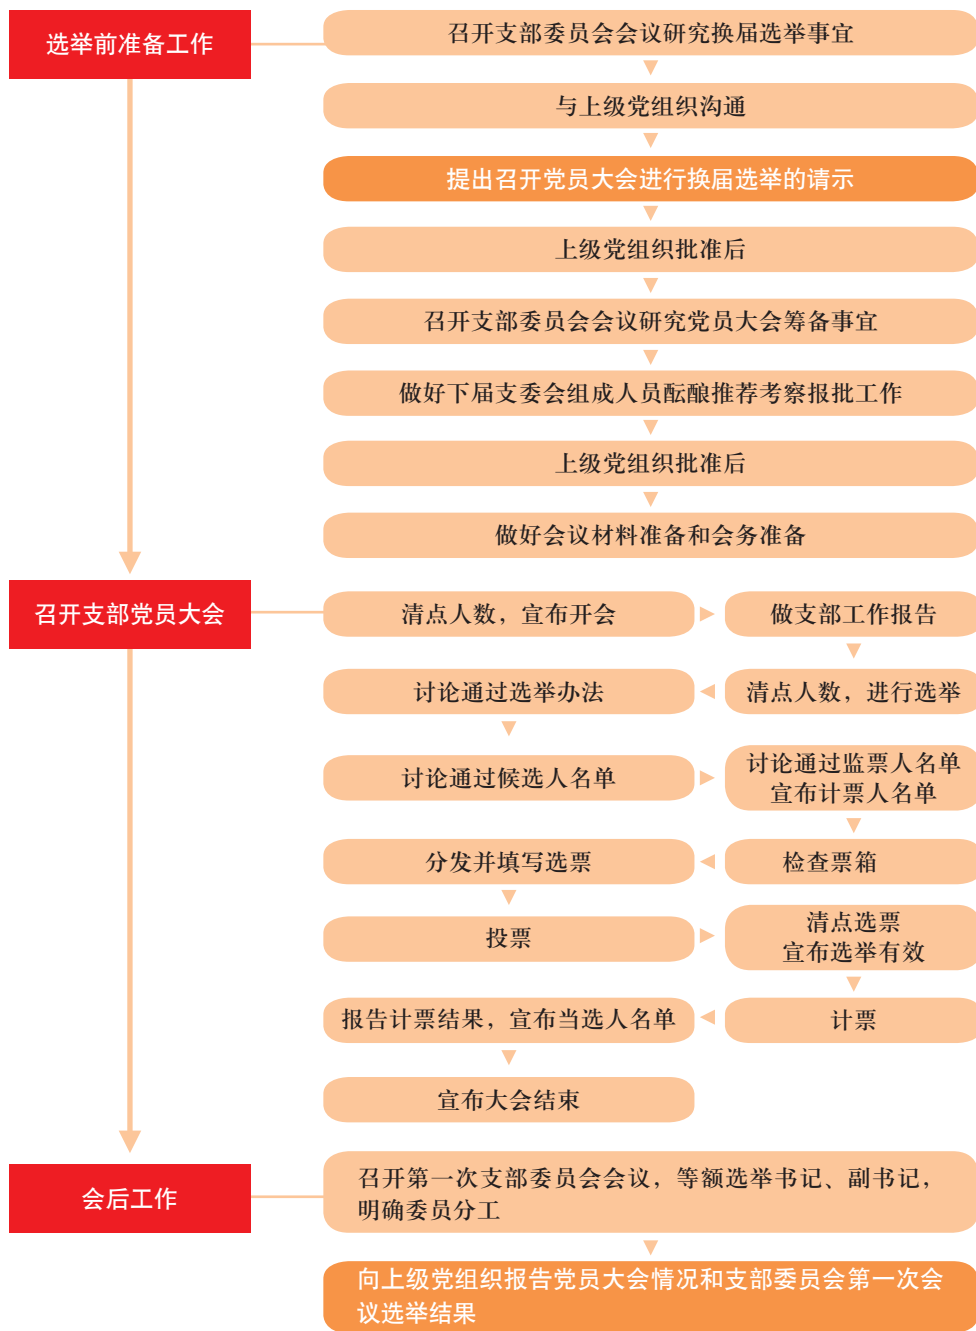 选举前准备工作
召开支部委员会会议研究换届选举事宜
与上级党组织沟通
提出召开党员大会进行换届选举的请示
上级党组织批准后
召开支部委员会会议研究党员大会筹备事宜
做好下届支委会组成人员酝酿推荐考察报批工作
上级党组织批准后
做好会议材料准备和会务准备
召开支部党员大会
清点人数，宣布开会
做支部工作报告
清点人数，进行选举
讨论通过选举办法
讨论通过候选人名单
讨论通过监票人名单
宣布计票人名单
检查票箱
分发并填写选票
投票
清点选票
宣布选举有效
计票
报告计票结果，宣布当选人名单
宣布大会结束
会后工作
召开第一次支部委员会会议，等额选举书记、副书记，
明确委员分工
向上级党组织报告党员大会情况和支部委员会第一次会
议选举结果